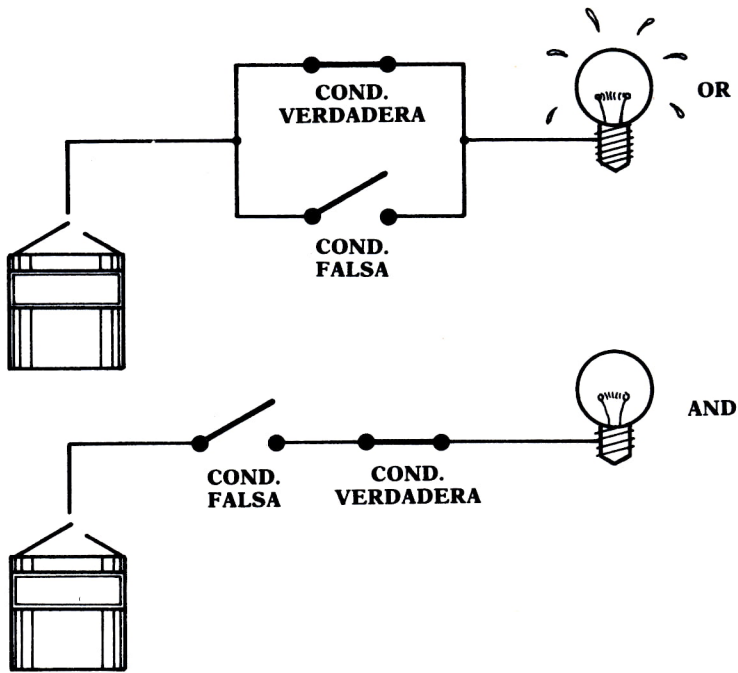 COND.
VERDADERA
OR
COND.
FALSA
AND
COND.
FALSA
COND.
VERDADERA